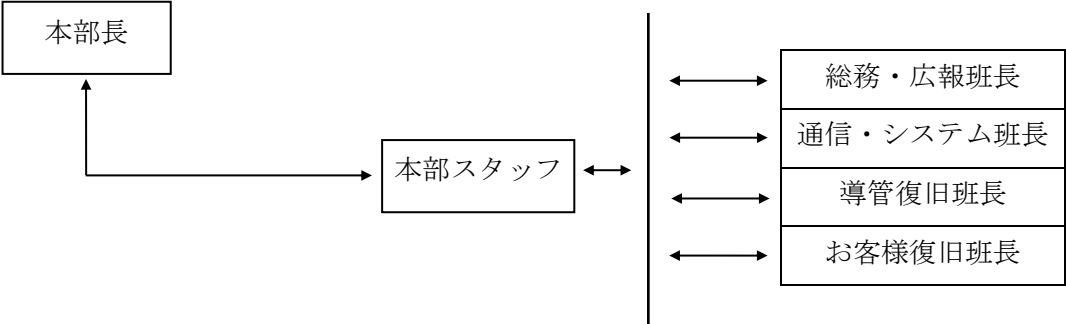 本部長
本部スタッフ
総務・広報班長
通信・システム班長
導管復旧班長
お客様復旧班長